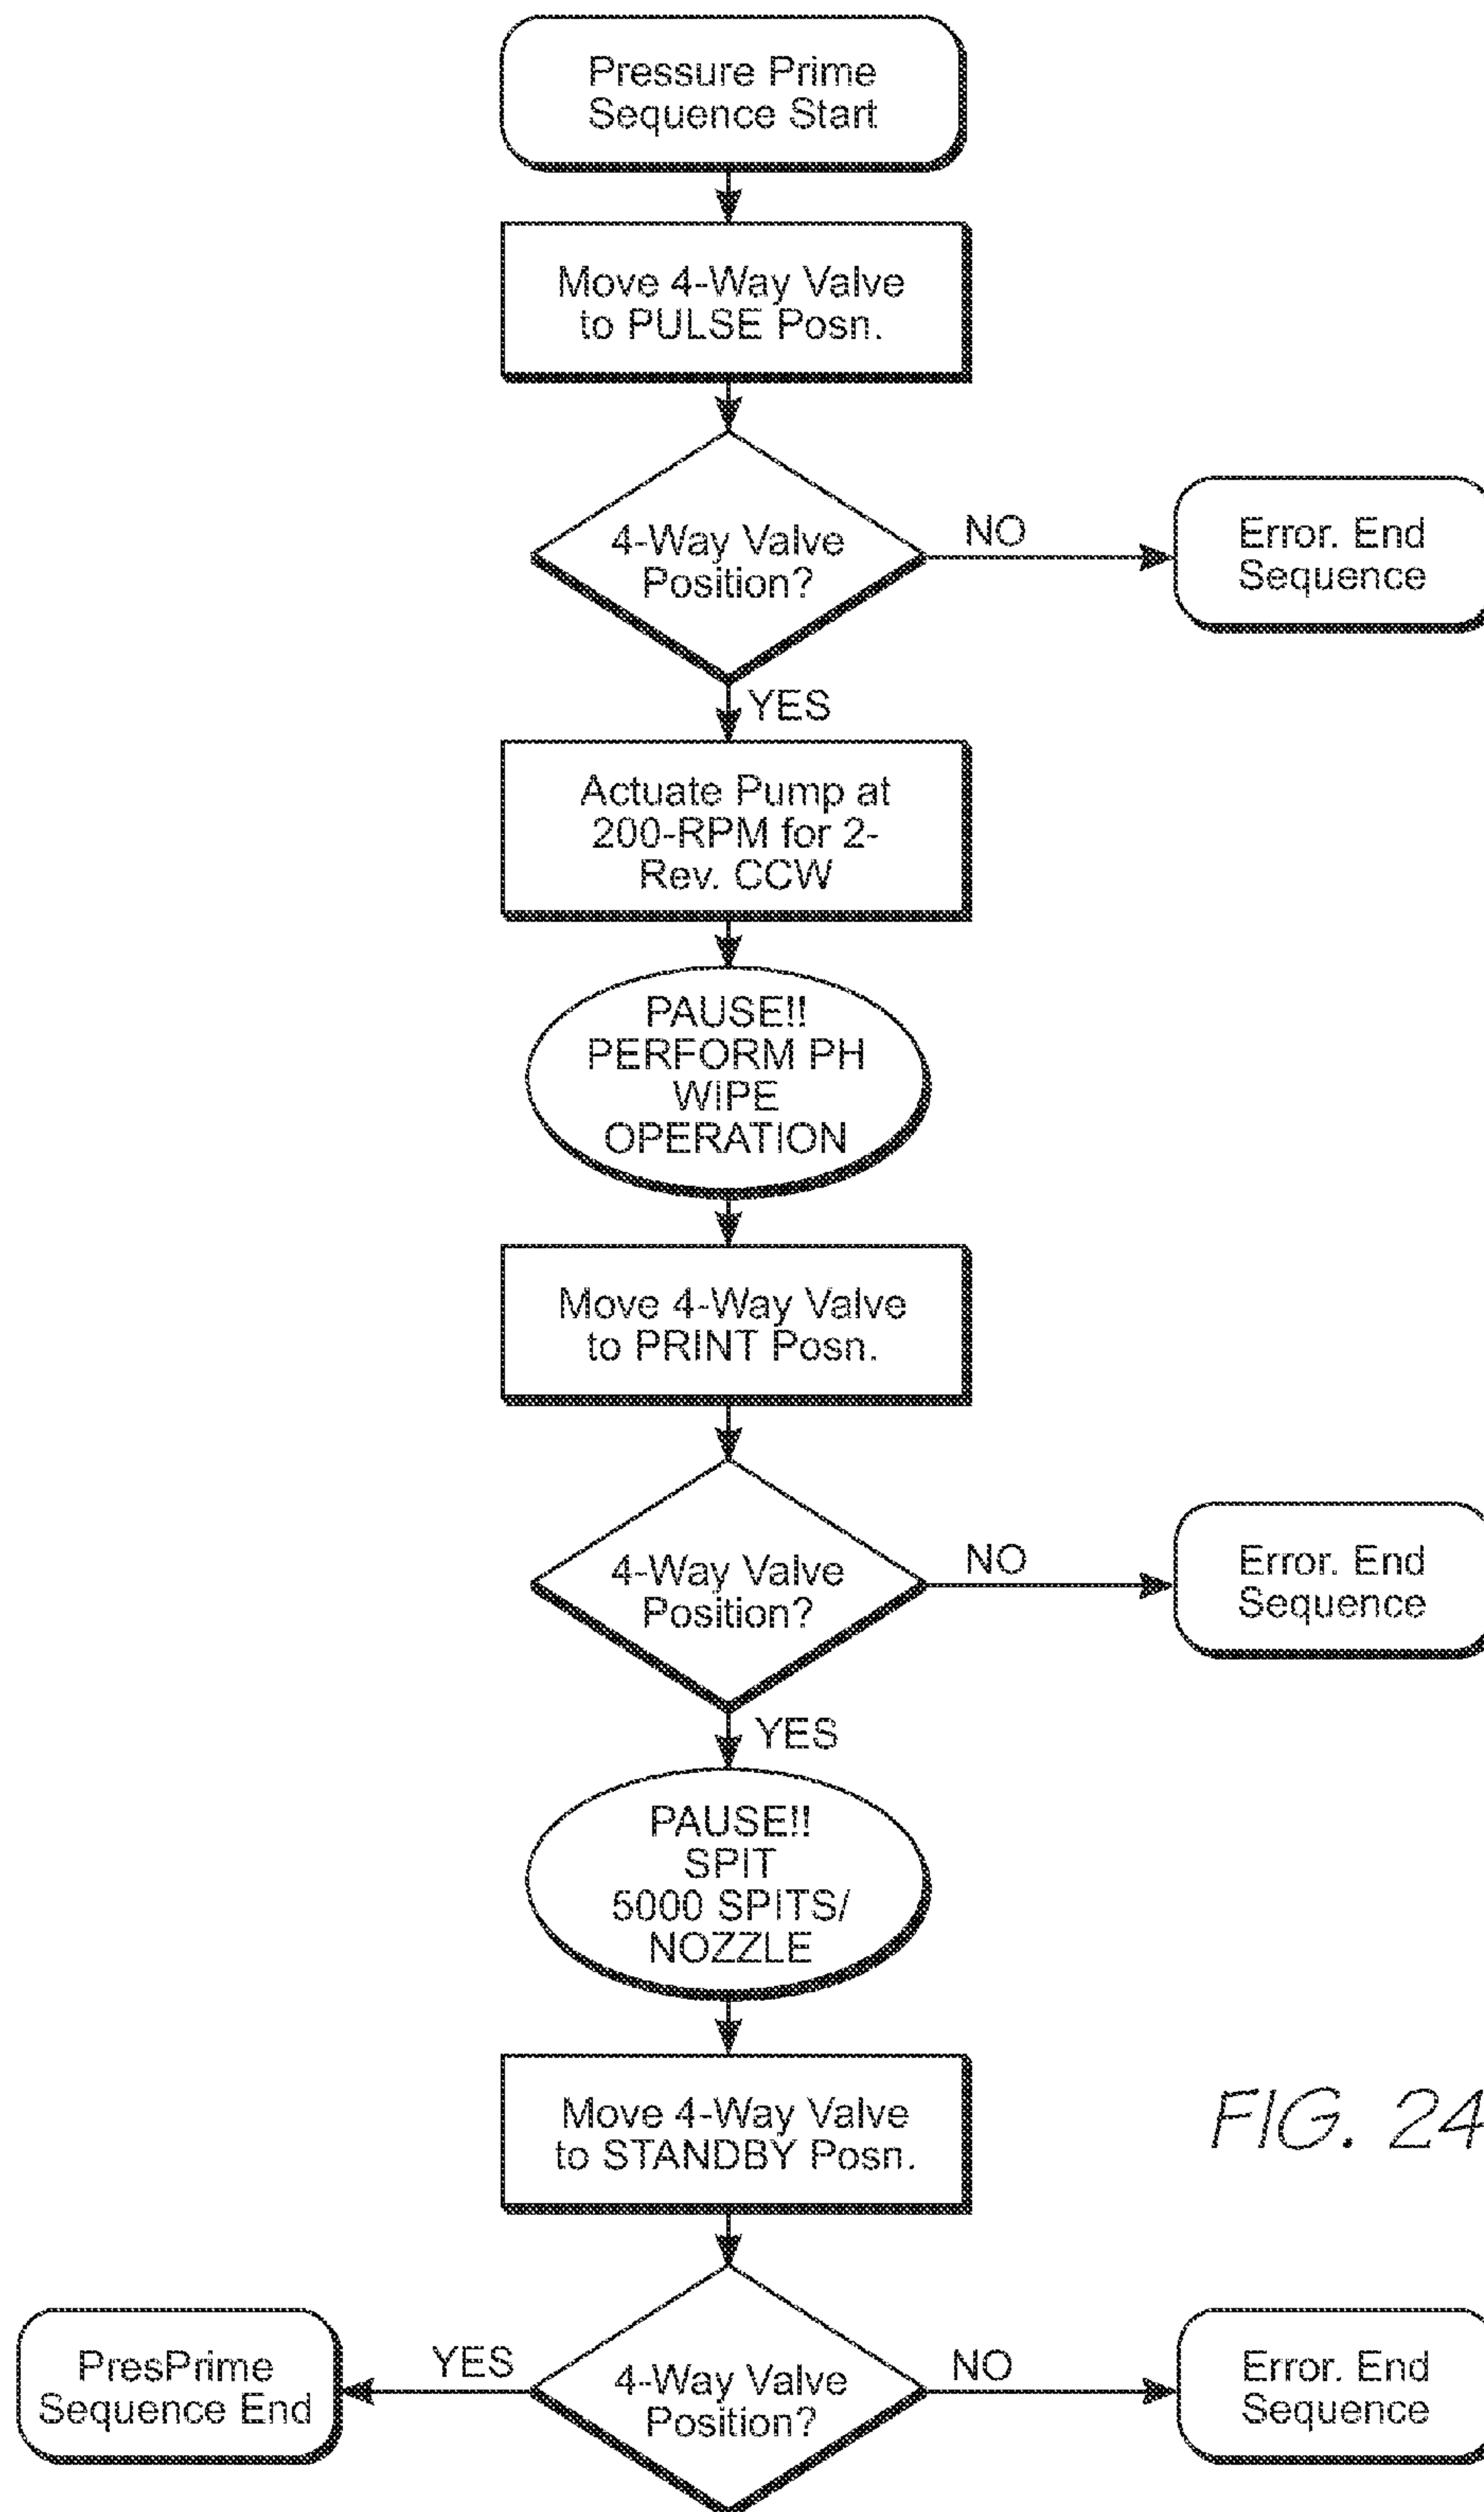 Pressure Prime
Sequence Start
Move 4-Way Valve
to PULSE Posn.
4-Way Valve
Position?
NO
Error. End
Sequence
YES
Actuate Pump at
200-RPM for 2-
Rev. CCW
PAUSE!!
PERFORM PH
WIPE
OPERATION
Move 4-Way Valve
to PRINT Posn.
4-Way Valve
Position?
NO
Error. End
Sequence
YES
PAUSE!!
SPIT
5000 SPITS/
NOZZLE
Move 4-Way Valve
to STANDBY Posn.
FIG. 24
4-Way Valve
Position?
YES
PresPrime
Sequence End
NO
Error. End
Sequence